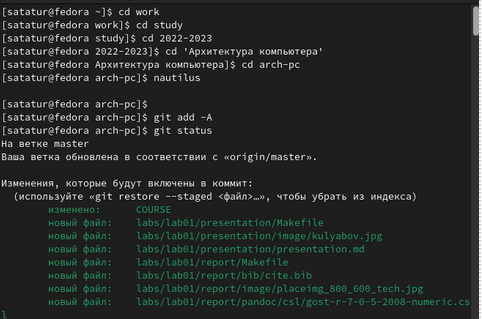 [satatur@fedora ~]$ cd work
[satatur@fedora work]$ cd study
[satatur@fedora study]$ cd 2022-2023
[satatur@fedora 2022-2023]$ cd 'Архитектура компьютера'
[satatur@fedora Архитектура компьютера]$ cd arch-pc
[satatur@fedora arch-pc]$ nautilus
[satatur@fedora arch-pc]$
[satatur@fedora arch-pc]$ git add -A
[satatur@fedora arch-pc]$ git status
На ветке master
Ваша ветка обновлена в соответствии с «origin/master».
Изменения, которые будут включены в коммит:
(используйте «git restore --staged <файл>…», чтобы убрать из индекса)
изменено: COURSE
новый файл: labs/lab01/presentation/Makefile
новый файл: labs/lab01/presentation/image/kulyabov.jpg
новый файл: labs/lab01/presentation/presentation.md
новый файл: labs/lab01/report/Makefile
новый файл: labs/lab01/report/bib/cite.bib
новый файл: labs/lab01/report/image/placeimg_800_600_tech.jpg
новый файл: labs/lab01/report/pandoc/csl/gost-r-7-0-5-2008-numeric.cs
l